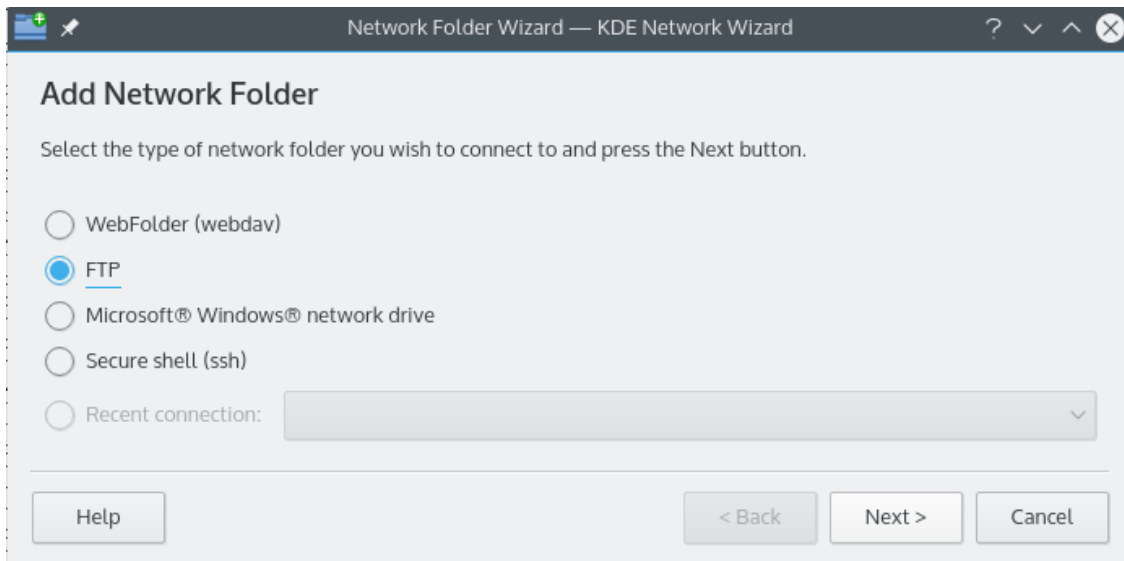 Network Folder Wizard — KDE Network Wizard
Add Network Folder
Select the type of network folder you wish to connect to and press the Next button.
WebFolder (webdav)
FTP
Microsoft® Windows® network drive
Secure shell (ssh)
Recent connection:
Help
< Back
Next >
Cancel